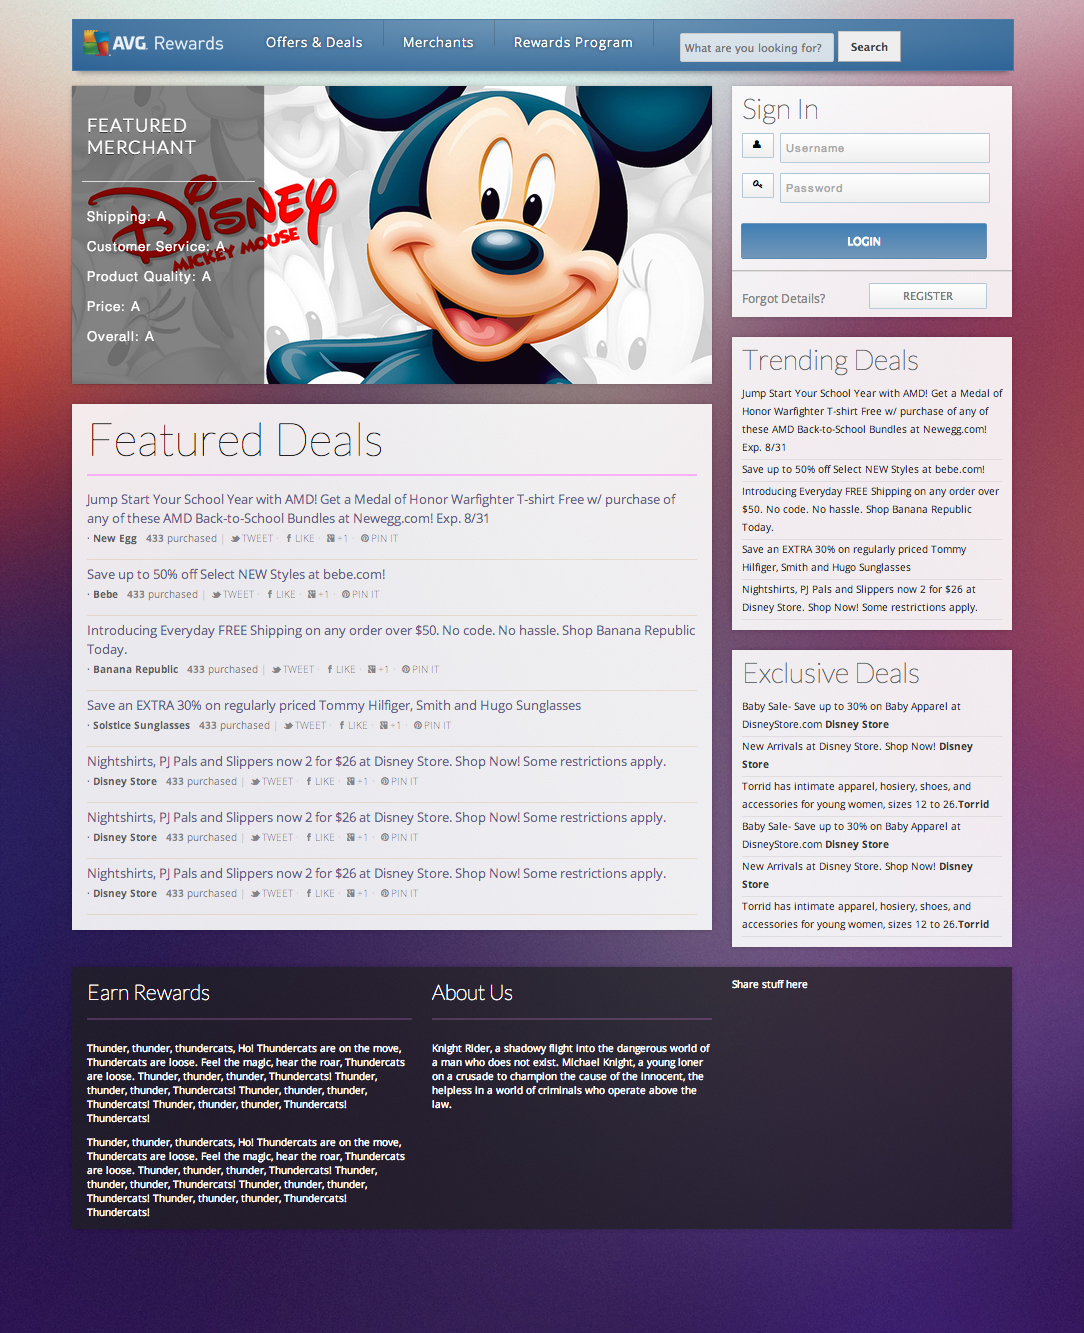 AVG Rewards
Offers & Deals
Merchants
Rewards Program
What are you looking for?
Search
FEATURED
MERCHANT
DISNEY
MICKEY MOUSE
Shipping: A
Customer Service: A
Product Quality: A
Price: A
Overall: A
Sign In
Username
Password
LOGIN
Forgot Details?
REGISTER
Featured Deals
Jump Start Your School Year with AMD! Get a Medal of Honor Warfighter T-shirt Free w/ purchase of
any of these AMD Back-to-School Bundles at Newegg.com! Exp. 8/31
· New Egg 433 purchased | TWEET · LIKE · +1 · PIN IT
Save up to 50% off Select NEW Styles at bebe.com!
· Bebe 433 purchased | TWEET · LIKE · +1 · PIN IT
Introducing Everyday FREE Shipping on any order over $50. No code. No hassle. Shop Banana Republic
Today.
· Banana Republic 433 purchased | TWEET · LIKE · +1 · PIN IT
Save an EXTRA 30% on regularly priced Tommy Hilfiger, Smith and Hugo Sunglasses
· Solstice Sunglasses 433 purchased | TWEET · LIKE · +1 · PIN IT
Nightshirts, PJ Pals and Slippers now 2 for $26 at Disney Store. Shop Now! Some restrictions apply.
· Disney Store 433 purchased | TWEET · LIKE · +1 · PIN IT
Nightshirts, PJ Pals and Slippers now 2 for $26 at Disney Store. Shop Now! Some restrictions apply.
· Disney Store 433 purchased | TWEET · LIKE · +1 · PIN IT
Nightshirts, PJ Pals and Slippers now 2 for $26 at Disney Store. Shop Now! Some restrictions apply.
· Disney Store 433 purchased | TWEET · LIKE · +1 · PIN IT
Trending Deals
Jump Start Your School Year with AMD! Get a Medal of
Honor Warfighter T-shirt Free w/ purchase of any of
these AMD Back-to-School Bundles at Newegg.com!
Exp. 8/31
Save up to 50% off Select NEW Styles at bebe.com!
Introducing Everyday FREE Shipping on any order over
$50. No code. No hassle. Shop Banana Republic
Today.
Save an EXTRA 30% on regularly priced Tommy
Hilfiger, Smith and Hugo Sunglasses
Nightshirts, PJ Pals and Slippers now 2 for $26 at
Disney Store. Shop Now! Some restrictions apply.
Exclusive Deals
Baby Sale- Save up to 30% on Baby Apparel at
DisneyStore.com Disney Store
New Arrivals at Disney Store. Shop Now! Disney
Store
Torrid has intimate apparel, hosiery, shoes, and
accessories for young women, sizes 12 to 26.Torrid
Baby Sale- Save up to 30% on Baby Apparel at
DisneyStore.com Disney Store
New Arrivals at Disney Store. Shop Now! Disney
Store
Torrid has intimate apparel, hosiery, shoes, and
accessories for young women, sizes 12 to 26.Torrid
Earn Rewards
Thunder, thunder, thundercats, Ho! Thundercats are on the move,
Thundercats are loose. Feel the magic, hear the roar, Thundercats
are loose. Thunder, thunder, thunder, Thundercats! Thunder,
thunder, thunder, Thundercats! Thunder, thunder, thunder,
Thundercats! Thunder, thunder, thunder, Thundercats!
Thundercats!
Thunder, thunder, thundercats, Ho! Thundercats are on the move,
Thundercats are loose. Feel the magic, hear the roar, Thundercats
are loose. Thunder, thunder, thunder, Thundercats! Thunder,
thunder, thunder, Thundercats! Thunder, thunder, thunder,
Thundercats! Thunder, thunder, thunder, Thundercats!
Thundercats!
About Us
Knight Rider, a shadowy flight into the dangerous world of
a man who does not exist. Michael Knight, a young loner
on a crusade to champion the cause of the innocent, the
helpless in a world of criminals who operate above the
law.
Share stuff here